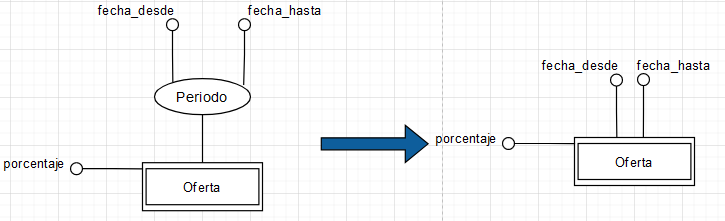 fecha_desde
fecha_hasta
Periodo
porcentaje
Oferta
fecha_desde
fecha_hasta
porcentaje
Oferta